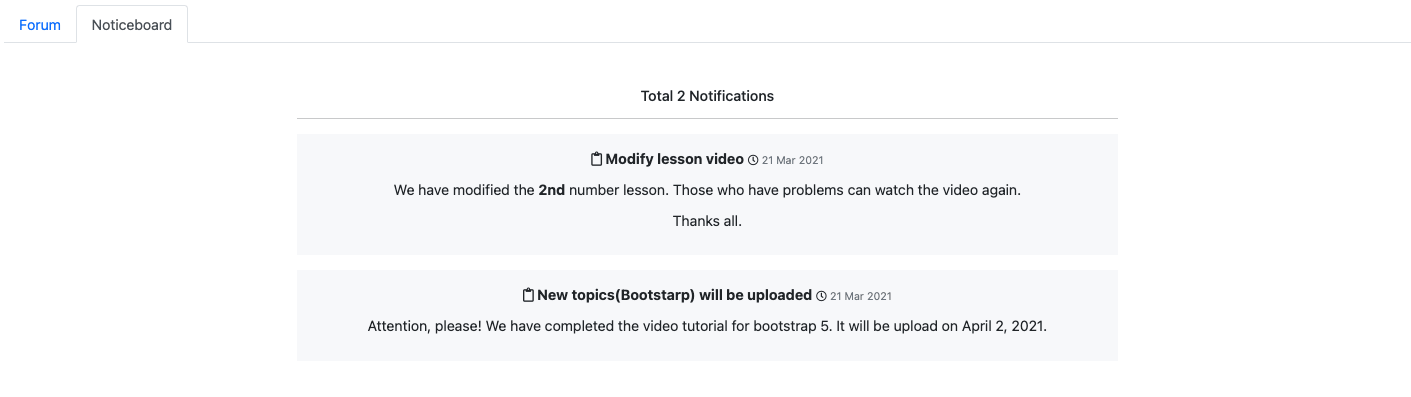 Forum
Noticeboard
Total 2 Notifications
Modify lesson video 21 Mar 2021
We have modified the 2nd number lesson. Those who have problems can watch the video again.
Thanks all.
New topics(Bootstarp) will be uploaded 21 Mar 2021
Attention, please! We have completed the video tutorial for bootstrap 5. It will be upload on April 2, 2021.